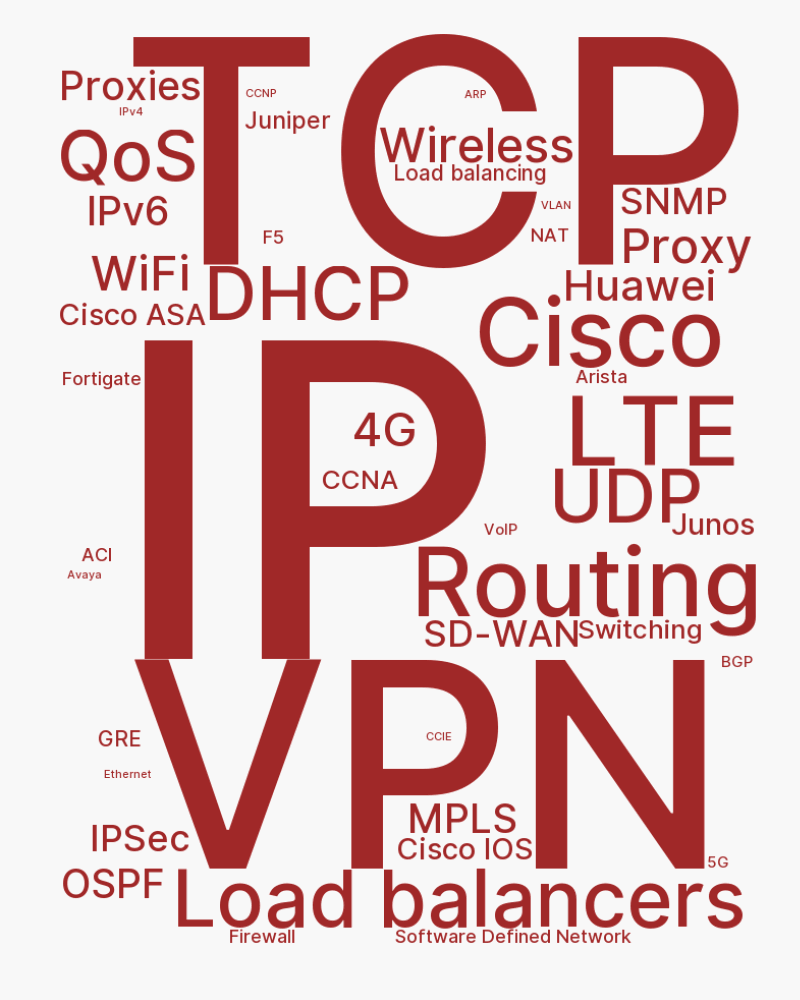 TCP
Proxies
CCNP
ARP
IPv4
Juniper
Wireless
QoS
Load balancing
IPv6
VLAN
SNMP
F5
NAT
Proxy
WiFi
DHCP
Huawei
Cisco ASA
Cisco
IP
Fortigate
Arista
4G
LTE
CCNA
UDP
VoIP
Junos
ACI
Avaya
Routing
SD-WAN
Switching
VPN
BGP
GRE
CCIE
Ethernet
MPLS
IPSec
Cisco IOS
5G
OSPF
Load balancers
Firewall
Software Defined Network